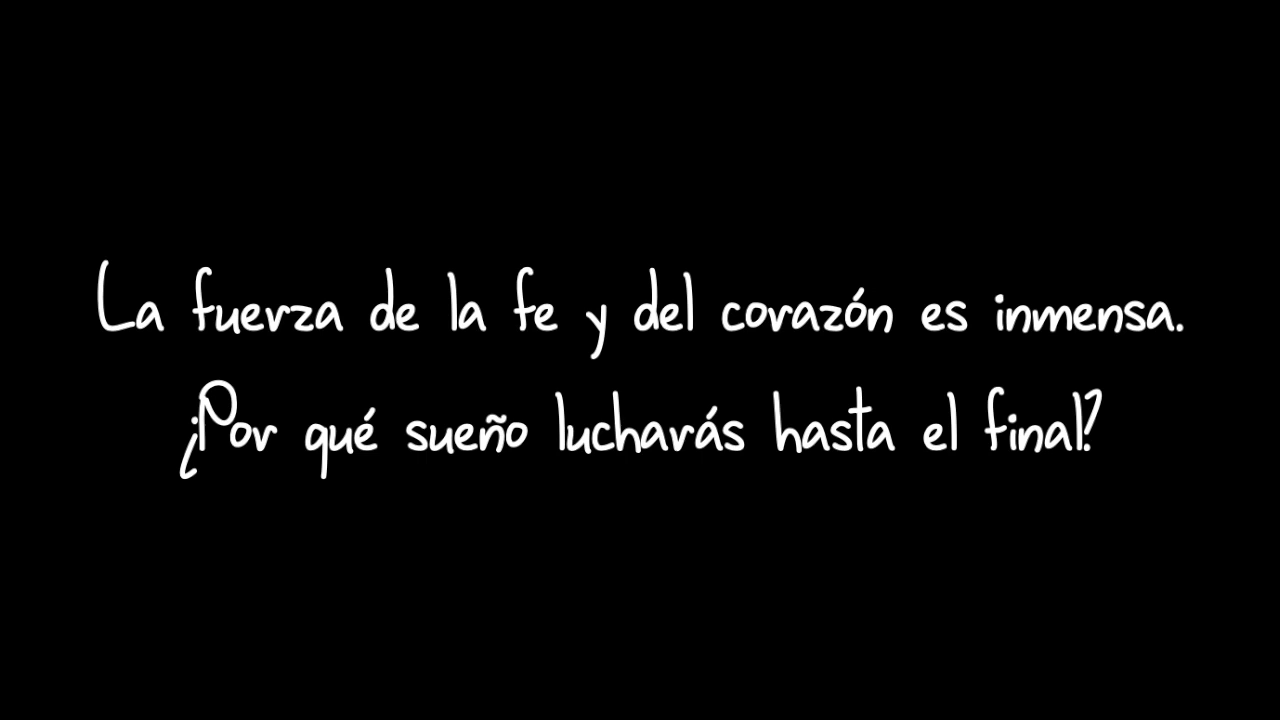 La fuerza de la fe y del corazón es inmensa.
¿Por qué sueño lucharás hasta el final?